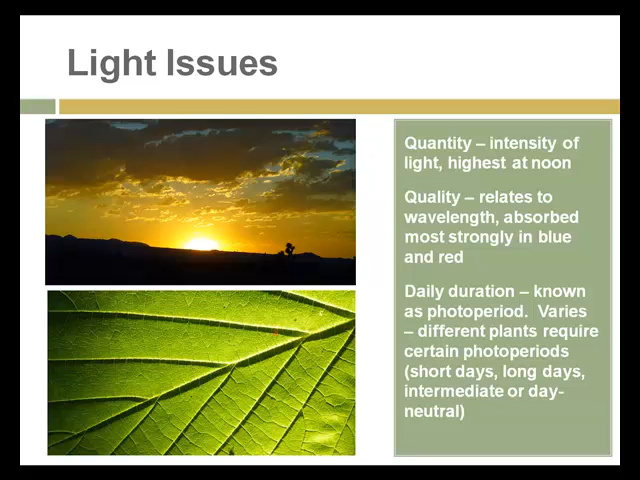 Light Issues
Quantity – intensity of
light, highest at noon
Quality – relates to
wavelength, absorbed
most strongly in blue
and red
Daily duration – known
as photoperiod.  Varies
– different plants require
certain photoperiods
(short days, long days,
intermediate or day-
neutral)